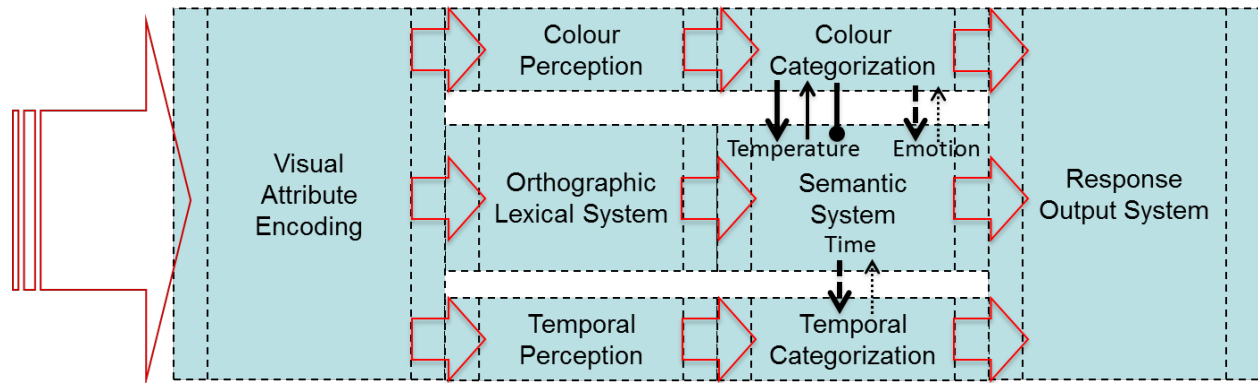 Colour
Perception
Colour
Categorization
Temperature
Emotion
Visual
Attribute
Encoding
Orthographic
Lexical System
Semantic
System
Time
Response
Output System
Temporal
Perception
Temporal
Categorization